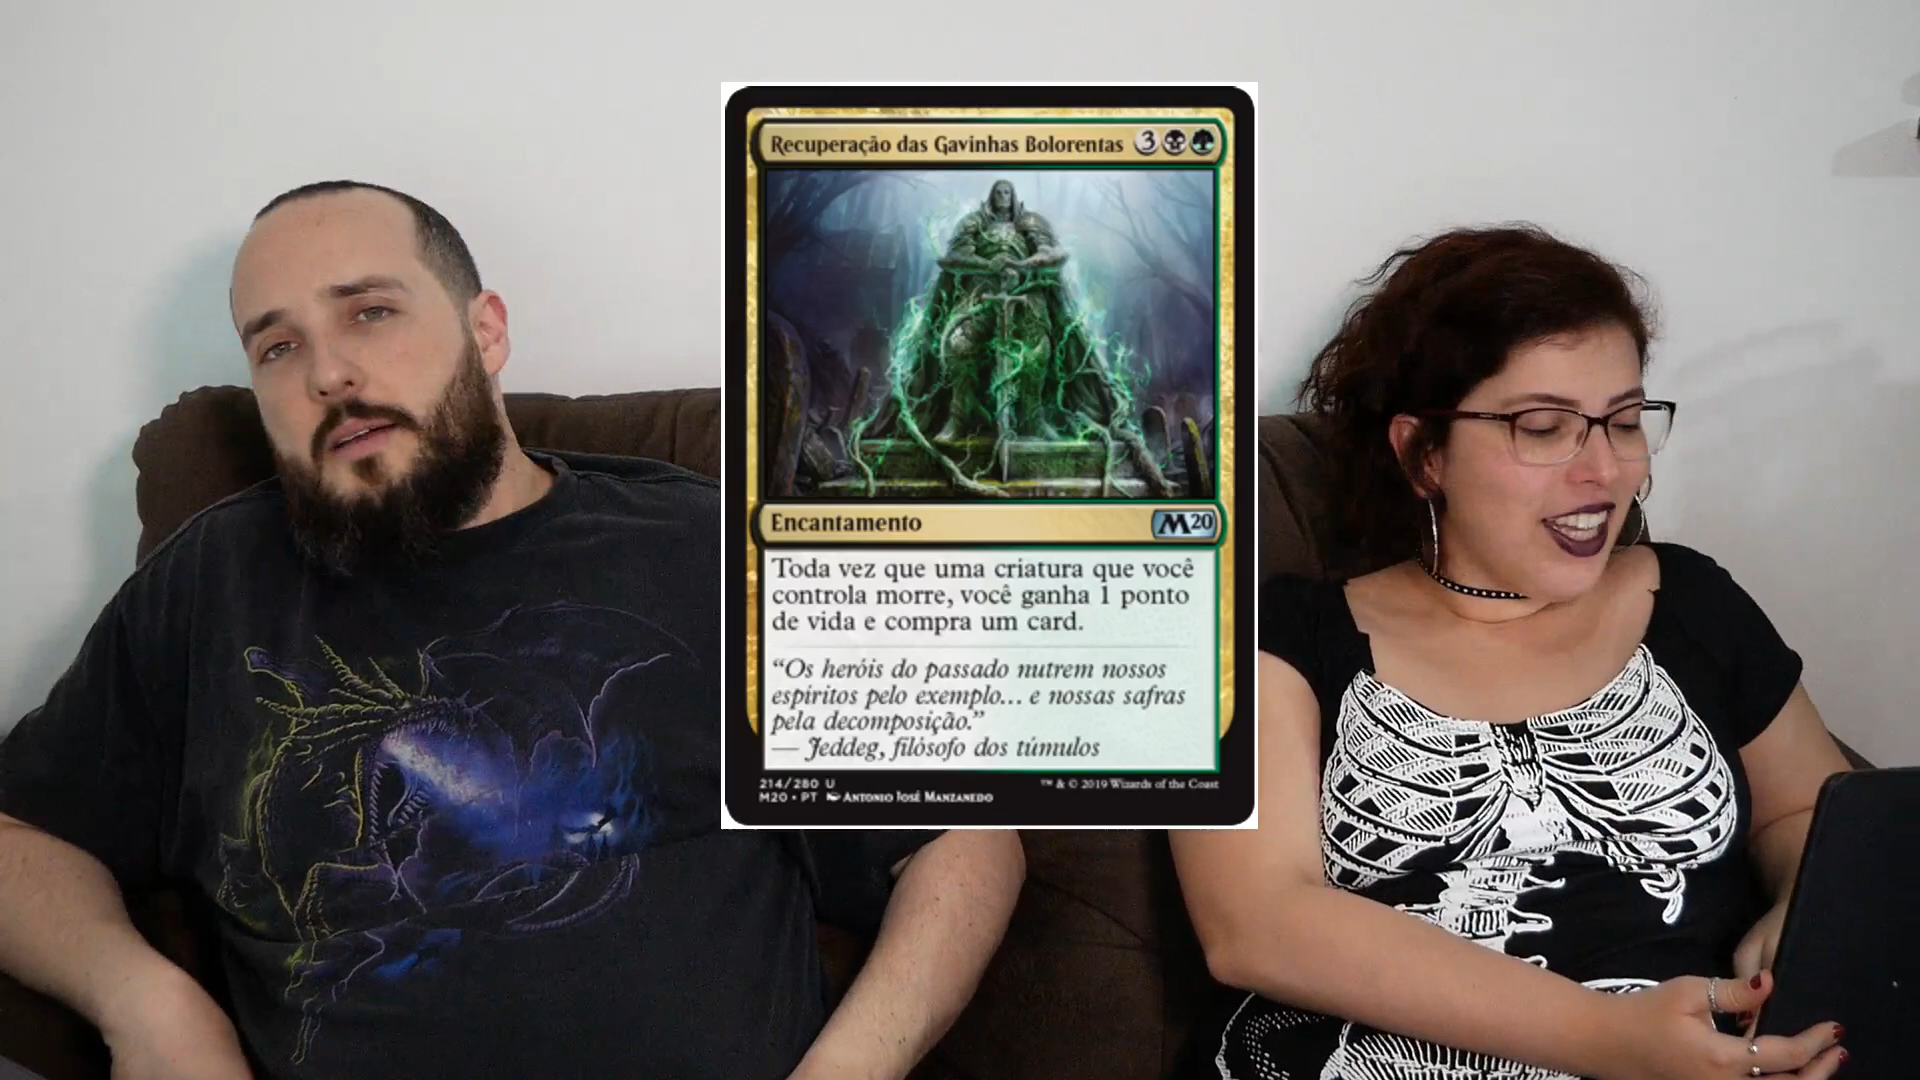 Recuperação das Gavinhas Bolorentas 3
Encantamento M20
Toda vez que uma criatura que você
controla morre, você ganha 1 ponto
de vida e compra um card.
“Os heróis do passado nutrem nossos
espíritos pelo exemplo... e nossas safras
pela decomposição.”
— Jeddeg, filósofo dos túmulos
214/280 U
™ & © 2019 Wizards of the Coast
M20 • PT Antonio José Manzanedo